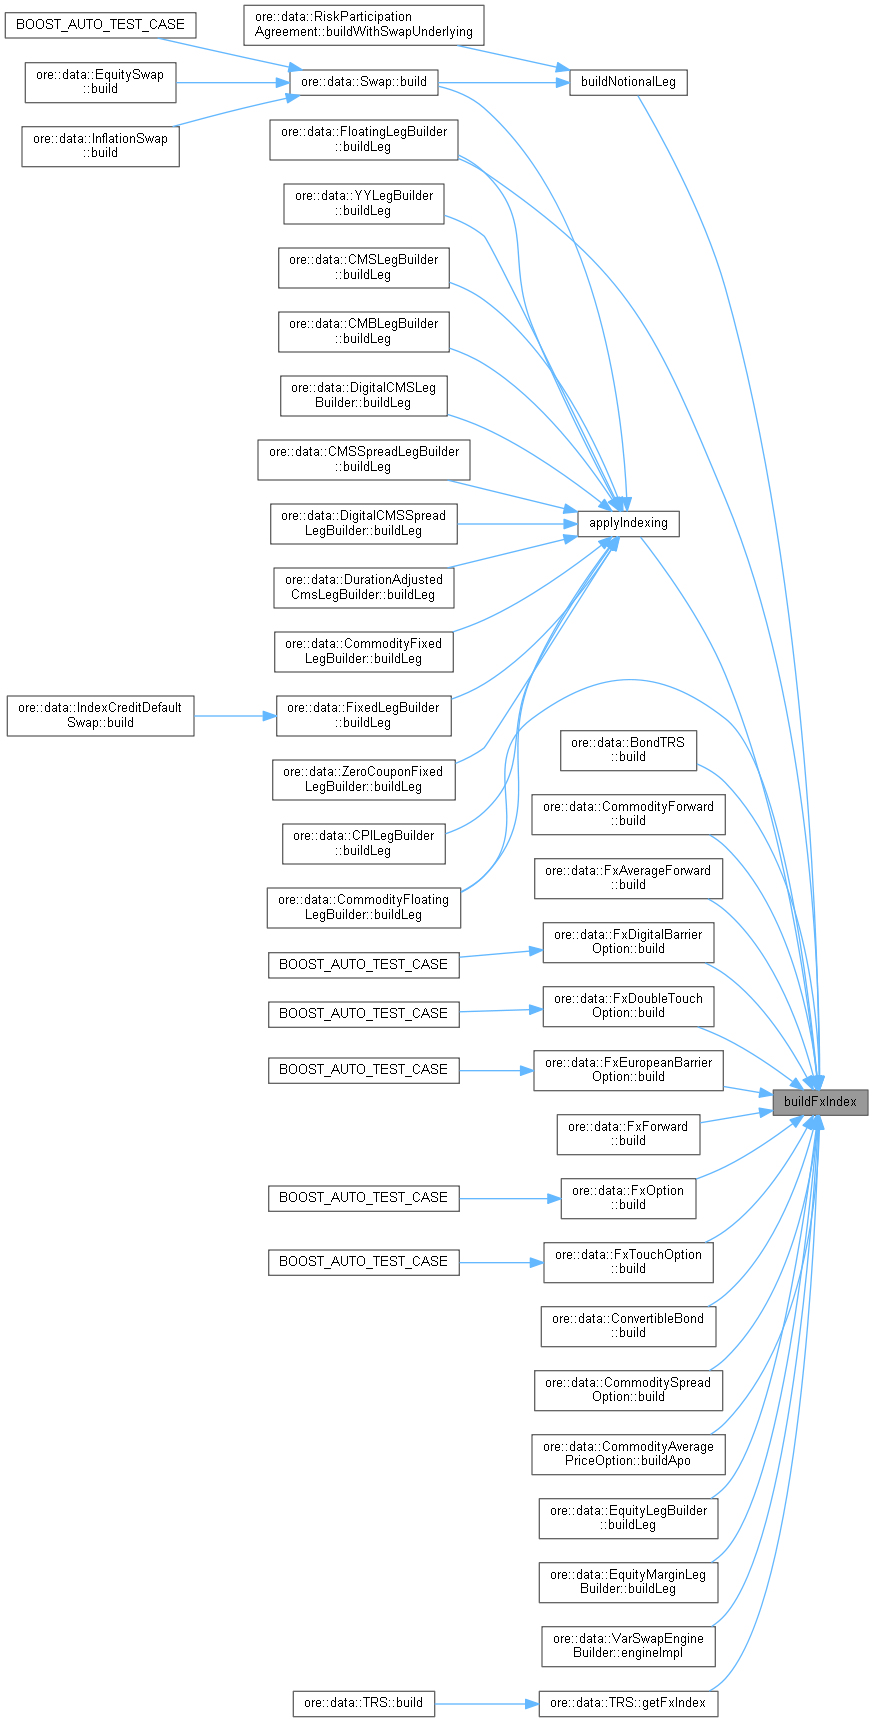 BOOST_AUTO_TEST_CASE
ore::data::RiskParticipation
Agreement::buildWithSwapUnderlying
ore::data::EquitySwap
::build
ore::data::Swap::build
buildNotionalLeg
ore::data::InflationSwap
::build
ore::data::FloatingLegBuilder
::buildLeg
ore::data::YYLegBuilder
::buildLeg
ore::data::CMSLegBuilder
::buildLeg
ore::data::CMBLegBuilder
::buildLeg
ore::data::DigitalCMSLeg
Builder::buildLeg
ore::data::CMSSpreadLegBuilder
::buildLeg
ore::data::DigitalCMSSpread
LegBuilder::buildLeg
applyIndexing
ore::data::DurationAdjusted
CmsLegBuilder::buildLeg
ore::data::CommodityFixed
LegBuilder::buildLeg
ore::data::IndexCreditDefault
Swap::build
ore::data::FixedLegBuilder
::buildLeg
ore::data::BondTRS
::build
ore::data::ZeroCouponFixed
LegBuilder::buildLeg
ore::data::CommodityForward
::build
ore::data::CPILegBuilder
::buildLeg
ore::data::FxAverageForward
::build
ore::data::CommodityFloating
LegBuilder::buildLeg
ore::data::FxDigitalBarrier
Option::build
BOOST_AUTO_TEST_CASE
ore::data::FxDoubleTouch
Option::build
BOOST_AUTO_TEST_CASE
ore::data::FxEuropeanBarrier
Option::build
BOOST_AUTO_TEST_CASE
buildFxIndex
ore::data::FxForward
::build
ore::data::FxOption
::build
BOOST_AUTO_TEST_CASE
ore::data::FxTouchOption
::build
BOOST_AUTO_TEST_CASE
ore::data::ConvertibleBond
::build
ore::data::CommoditySpread
Option::build
ore::data::CommodityAverage
PriceOption::buildApo
ore::data::EquityLegBuilder
::buildLeg
ore::data::EquityMarginLeg
Builder::buildLeg
ore::data::VarSwapEngine
Builder::engineImpl
ore::data::TRS::build
ore::data::TRS::getFxIndex